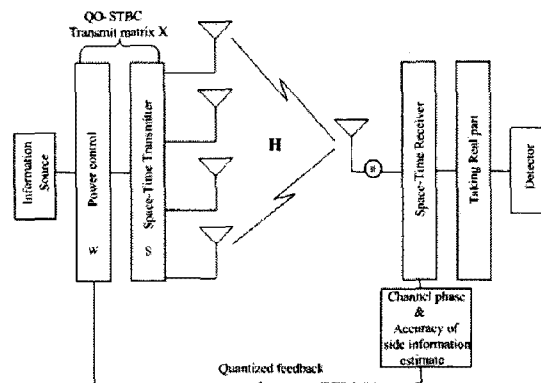 QO-STBC
Transmit matrix X
Information
Source
Power control
W
Space-Time Transmitter
S
H
Space-Time Receiver
Taking Real part
Detector
Channel phase
&
Accuracy of
side information
estimate
Quantized feedback